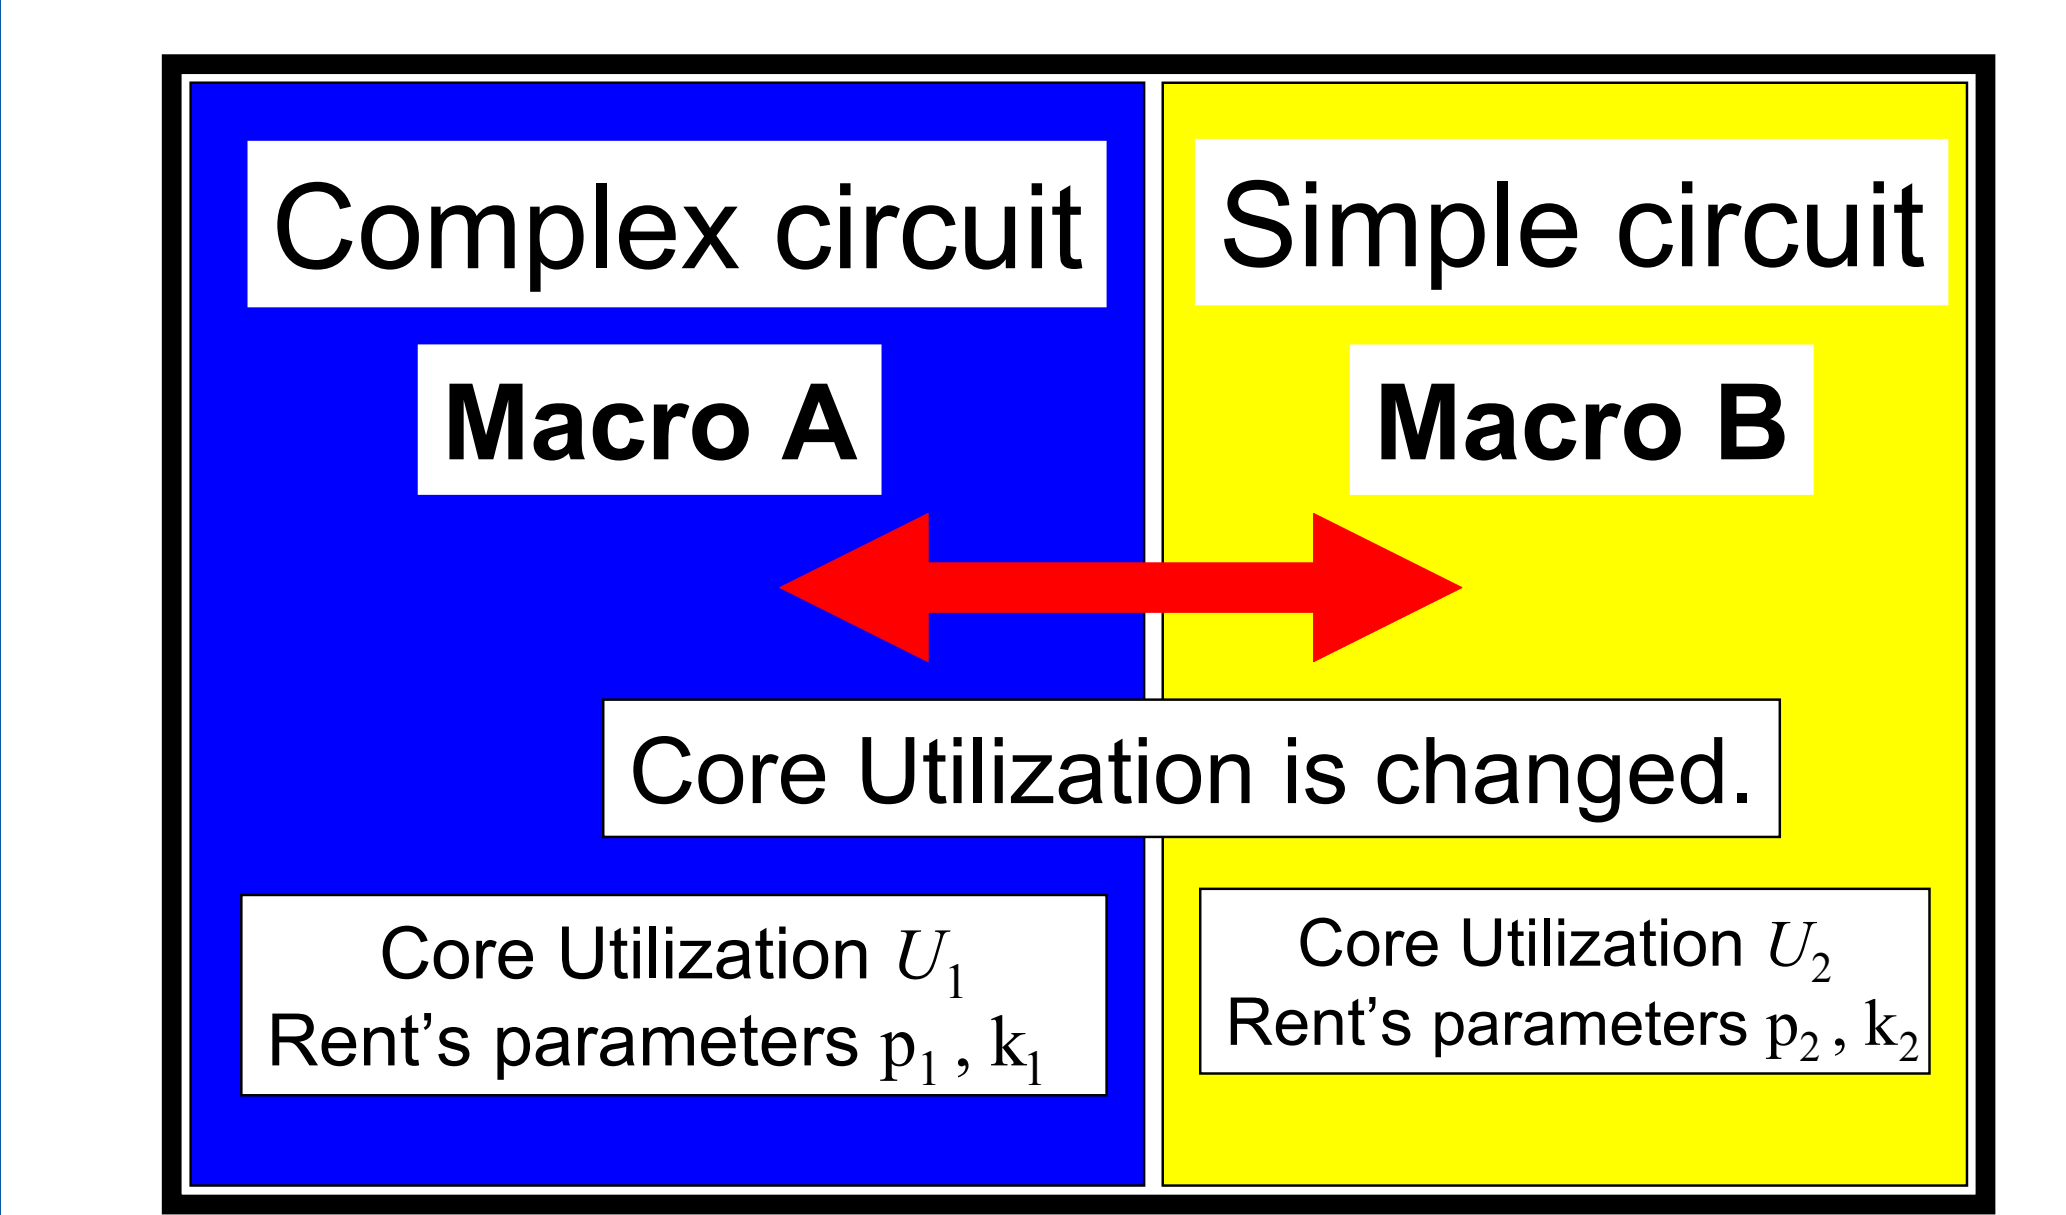 Complex circuit
Simple circuit
Macro A
Macro B
Core Utilization is changed.
Core Utilization U₁
Rent’s parameters p₁ , k₁
Core Utilization U₂
Rent’s parameters p₂ , k₂